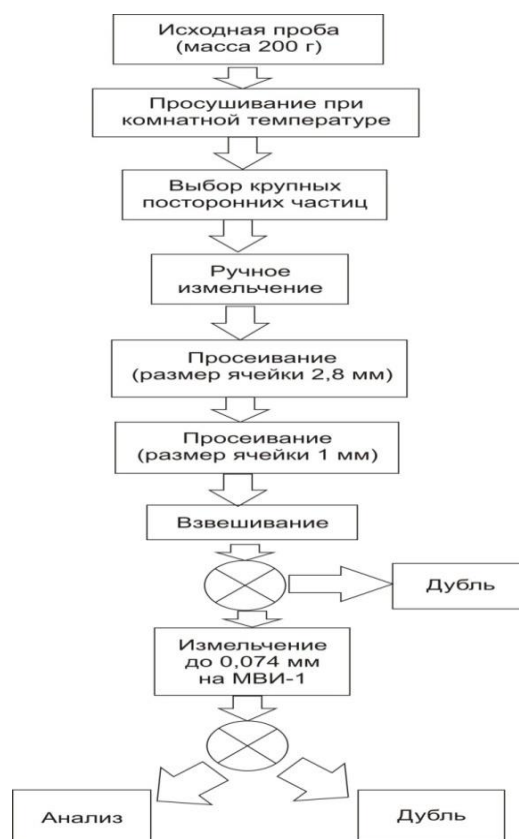 Исходная проба
(масса 200 г)
Просушивание при
комнатной температуре
Выбор крупных
посторонних частиц
Ручное
измельчение
Просеивание
(размер ячейки 2,8 мм)
Просеивание
(размер ячейки 1 мм)
Взвешивание
Дубль
Измельчение
до 0,074 мм
на МВИ-1
Анализ
Дубль